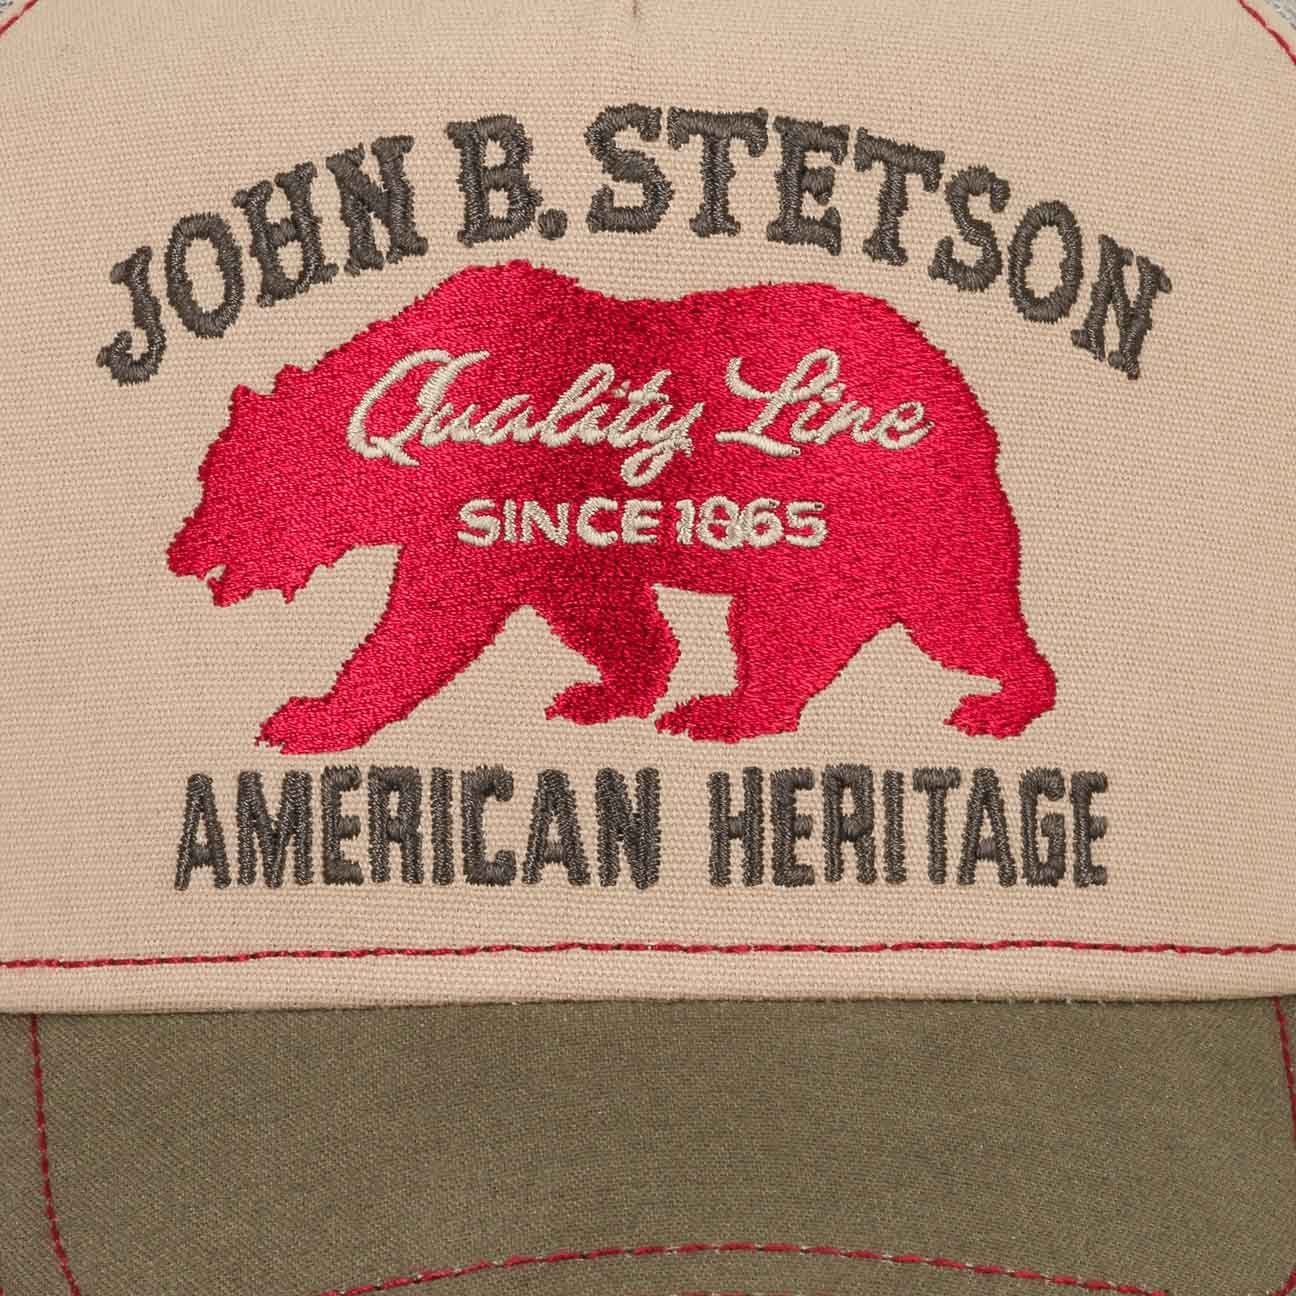 JOHN B. STETSON
Quality Line
SINCE 1865
AMERICAN HERITAGE